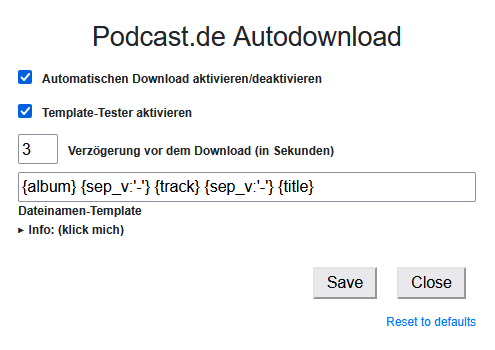 Podcast.de Autodownload
Automatischen Download aktivieren/deaktivieren
Template-Tester aktivieren
3 Verzögerung vor dem Download (in Sekunden)
{album} {sep_v:'-'} {track} {sep_v:'-'} {title}
Dateinamen-Template
▸ Info: (klick mich)
Save Close
Reset to defaults